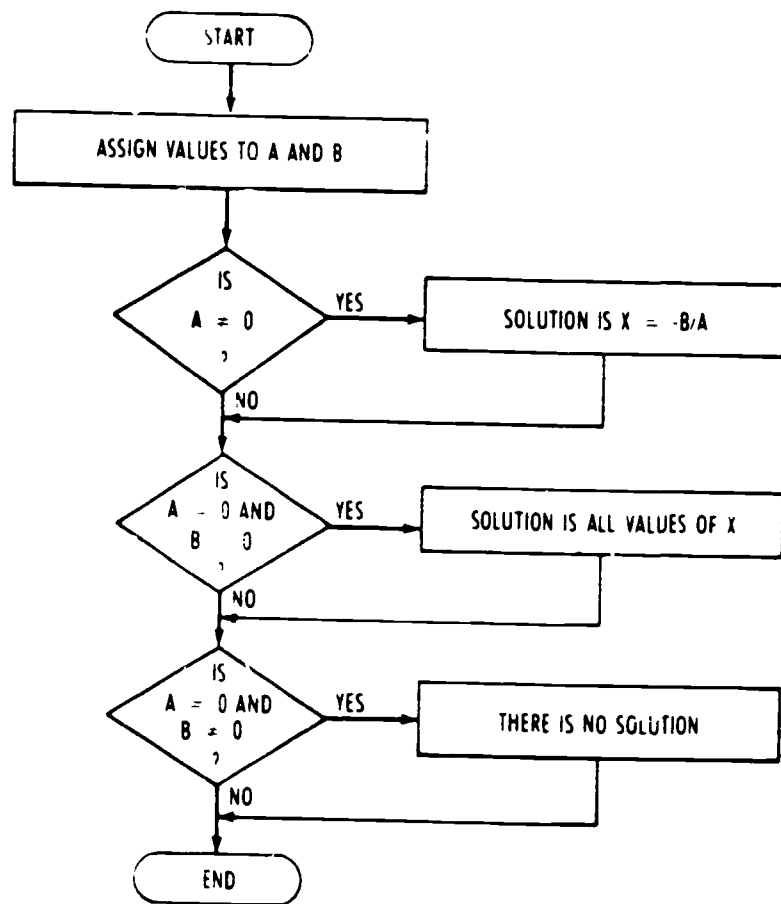 START
ASSIGN VALUES TO A AND B
IS
A ≠ 0
?
YES
SOLUTION IS X = -B/A
NO
IS
A = 0 AND
B   0
?
YES
SOLUTION IS ALL VALUES OF X
NO
IS
A = 0 AND
B ≠ 0
?
YES
THERE IS NO SOLUTION
NO
END